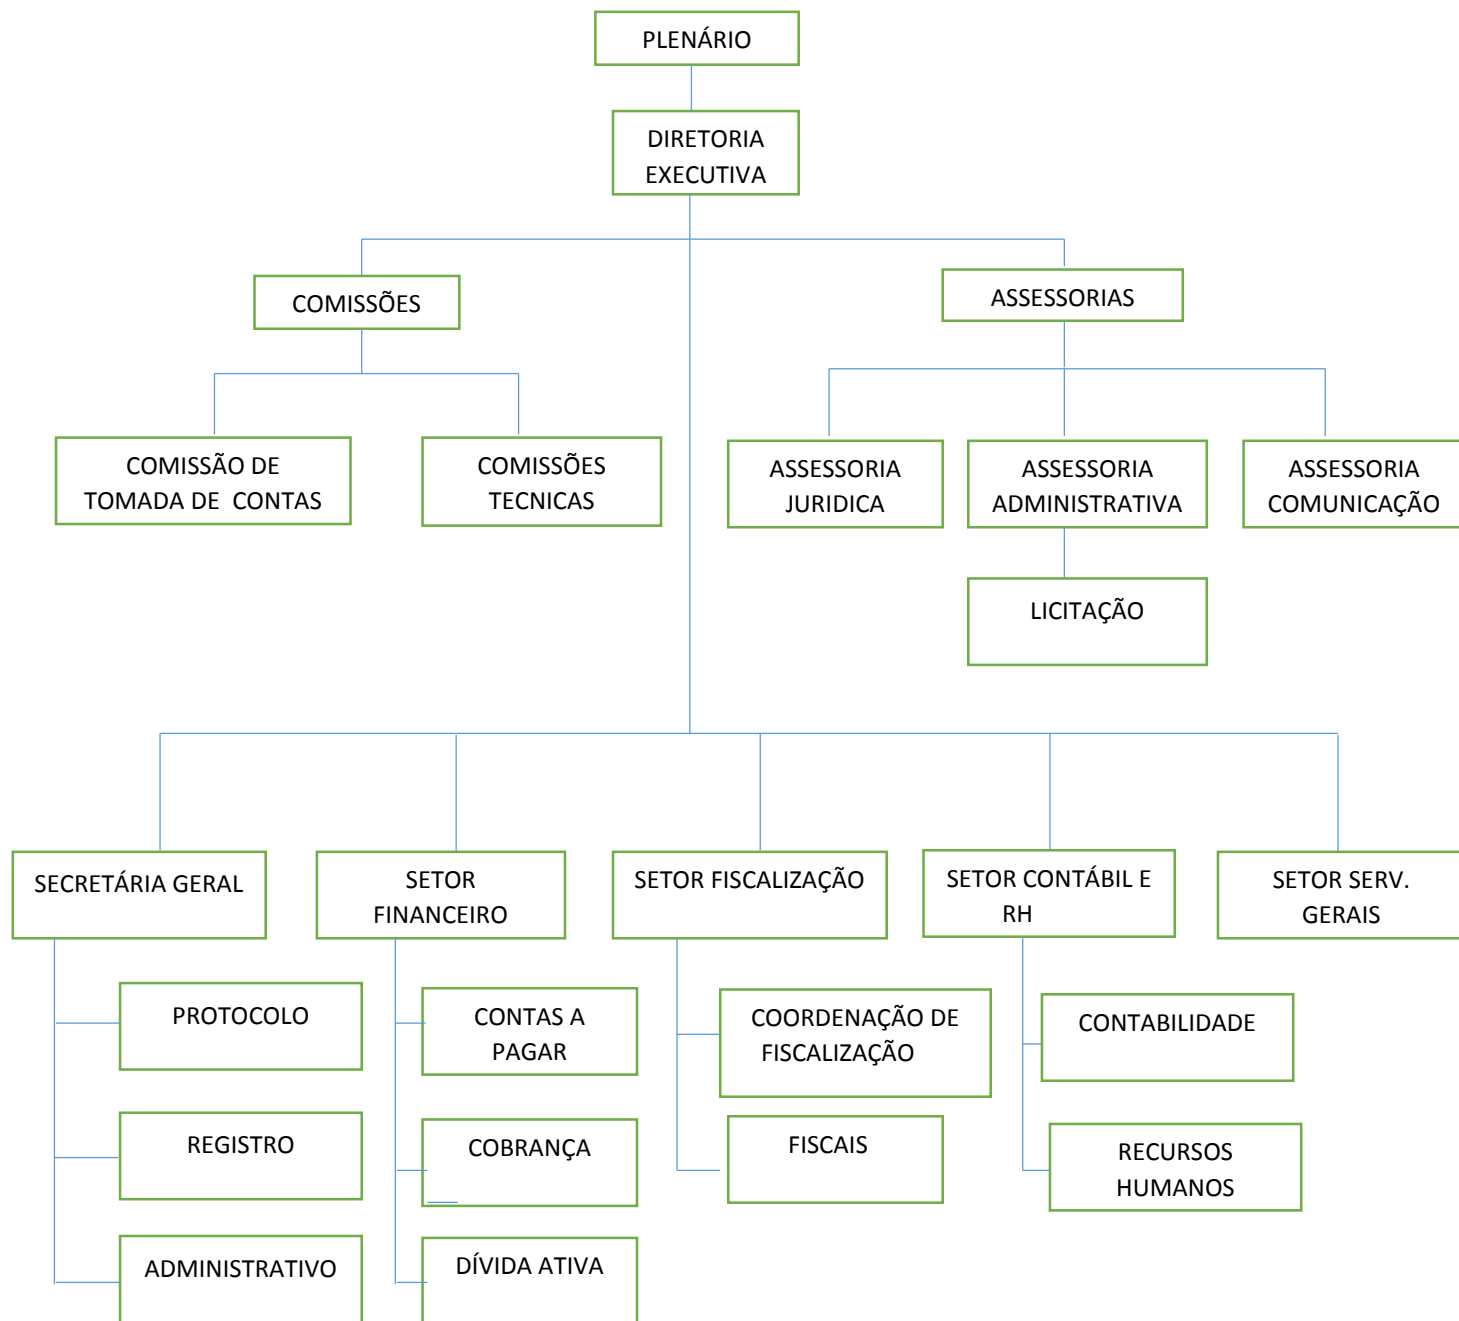 PLENÁRIO
DIRETORIA
EXECUTIVA
COMISSÕES
ASSESSORIAS
COMISSÃO DE
TOMADA DE CONTAS
COMISSÕES
TECNICAS
ASSESSORIA
JURIDICA
ASSESSORIA
ADMINISTRATIVA
ASSESSORIA
COMUNICAÇÃO
LICITAÇÃO
SECRETÁRIA GERAL
SETOR
FINANCEIRO
SETOR FISCALIZAÇÃO
SETOR CONTÁBIL E
RH
SETOR SERV.
GERAIS
PROTOCOLO
CONTAS A
PAGAR
COORDENAÇÃO DE
FISCALIZAÇÃO
CONTABILIDADE
REGISTRO
COBRANÇA
FISCAIS
RECURSOS
HUMANOS
ADMINISTRATIVO
DÍVIDA ATIVA